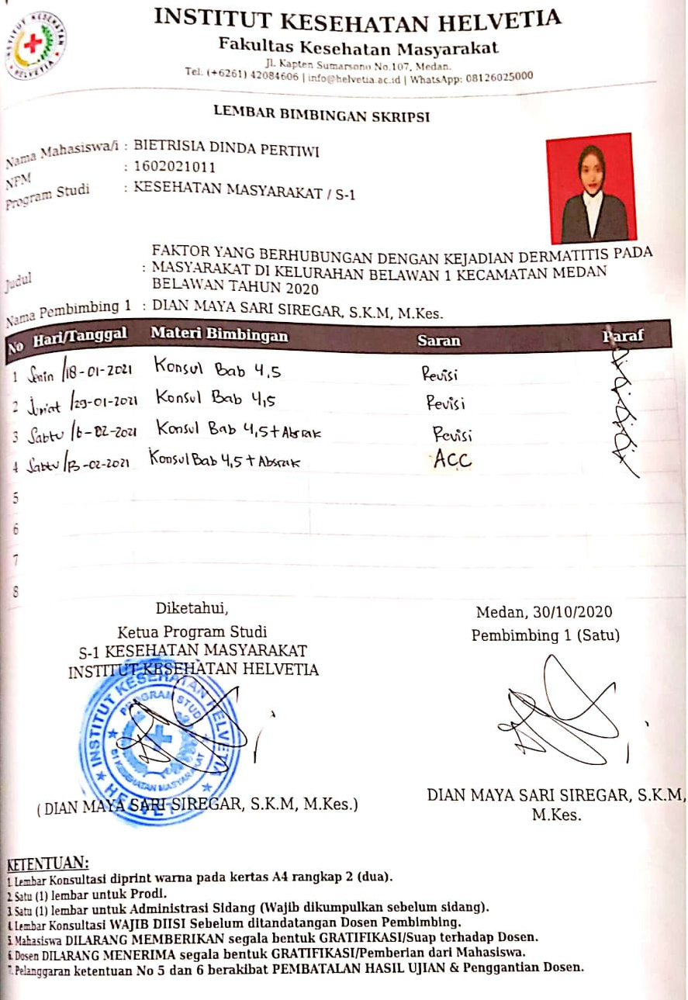 INSTITUT KESEHATAN HELVETIA
INSTITUT KESEHATAN HELVETIA
Fakultas Kesehatan Masyarakat
Jl. Kapten Sumarsono No.107, Medan.
Tel: (+6261) 42084606 | info@helvetia.ac.id | WhatsApp: 08126025000
LEMBAR BIMBINGAN SKRIPSI
Nama Mahasiswa/i : BIETRISIA DINDA PERTIWI
NPM : 1602021011
Program Studi : KESEHATAN MASYARAKAT / S-1
Judul : FAKTOR YANG BERHUBUNGAN DENGAN KEJADIAN DERMATITIS PADA
MASYARAKAT DI KELURAHAN BELAWAN 1 KECAMATAN MEDAN
BELAWAN TAHUN 2020
Nama Pembimbing 1 : DIAN MAYA SARI SIREGAR, S.K.M, M.Kes.
No Hari/Tanggal Materi Bimbingan Saran Paraf
1 Senin /18-01-2021 Konsul Bab 4,5 Revisi
2 Jum'at /29-01-2021 Konsul Bab 4,5 Revisi
3 Sabtu /6-02-2021 Konsul Bab 4,5 + Absrak Revisi
4 Sabtu /13-02-2021 Konsul Bab 4,5 + Absrak ACC
5
6
7
8
Diketahui,
Ketua Program Studi
S-1 KESEHATAN MASYARAKAT
INSTITUT KESEHATAN HELVETIA
Medan, 30/10/2020
Pembimbing 1 (Satu)
INSTITUT KESEHATAN HELVETIA
PROGRAM STUDI
KESEHATAN MASYARAKAT
HELVETIA
( DIAN MAYA SARI SIREGAR, S.K.M, M.Kes.)
DIAN MAYA SARI SIREGAR, S.K.M,
M.Kes.
KETENTUAN:
1. Lembar Konsultasi diprint warna pada kertas A4 rangkap 2 (dua).
2. Satu (1) lembar untuk Prodi.
3. Satu (1) lembar untuk Administrasi Sidang (Wajib dikumpulkan sebelum sidang).
4. Lembar Konsultasi WAJIB DIISI Sebelum ditandatangan Dosen Pembimbing.
5. Mahasiswa DILARANG MEMBERIKAN segala bentuk GRATIFIKASI/Suap terhadap Dosen.
6. Dosen DILARANG MENERIMA segala bentuk GRATIFIKASI/Pemberian dari Mahasiswa.
7. Pelanggaran ketentuan No 5 dan 6 berakibat PEMBATALAN HASIL UJIAN & Penggantian Dosen.